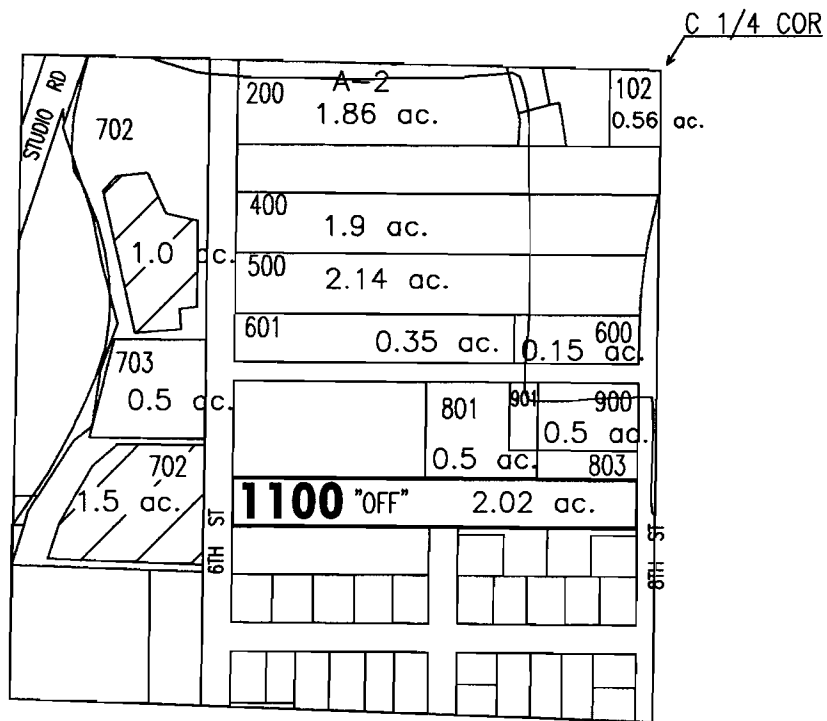 C 1/4 COR
STUDIO RD
702
200
A-2
1.86 ac.
102
0.56 ac.
400
1.9 ac.
1.0 ac.
500
2.14 ac.
601
0.35 ac.
600
0.15 ac.
703
0.5 ac.
801
0.5 ac.
901
900
0.5 ad.
803
702
1.5 ac.
6TH ST
1100 "OFF" 2.02 ac.
8TH ST